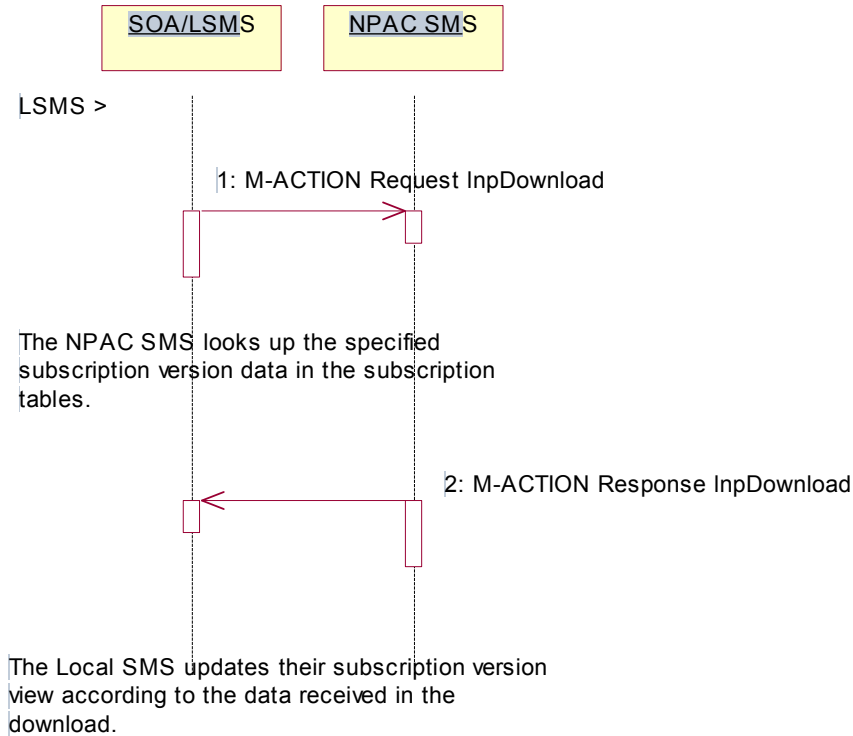 SOA/LSMS
NPAC SMS
LSMS >
1: M-ACTION Request lnpDownload
The NPAC SMS looks up the specified
subscription version data in the subscription
tables.
2: M-ACTION Response lnpDownload
The Local SMS updates their subscription version
view according to the data received in the
download.